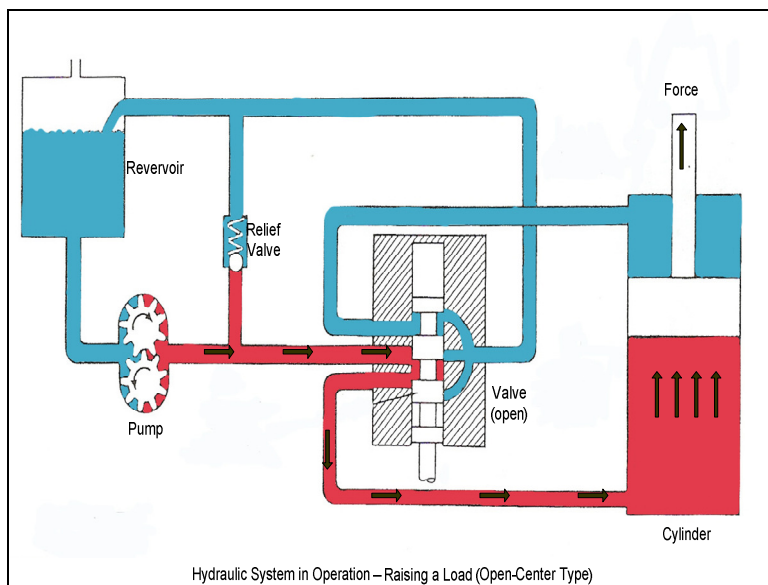 Force
Revervoir
Relief
Valve
Valve
(open)
Pump
Cylinder
Hydraulic System in Operation – Raising a Load (Open-Center Type)